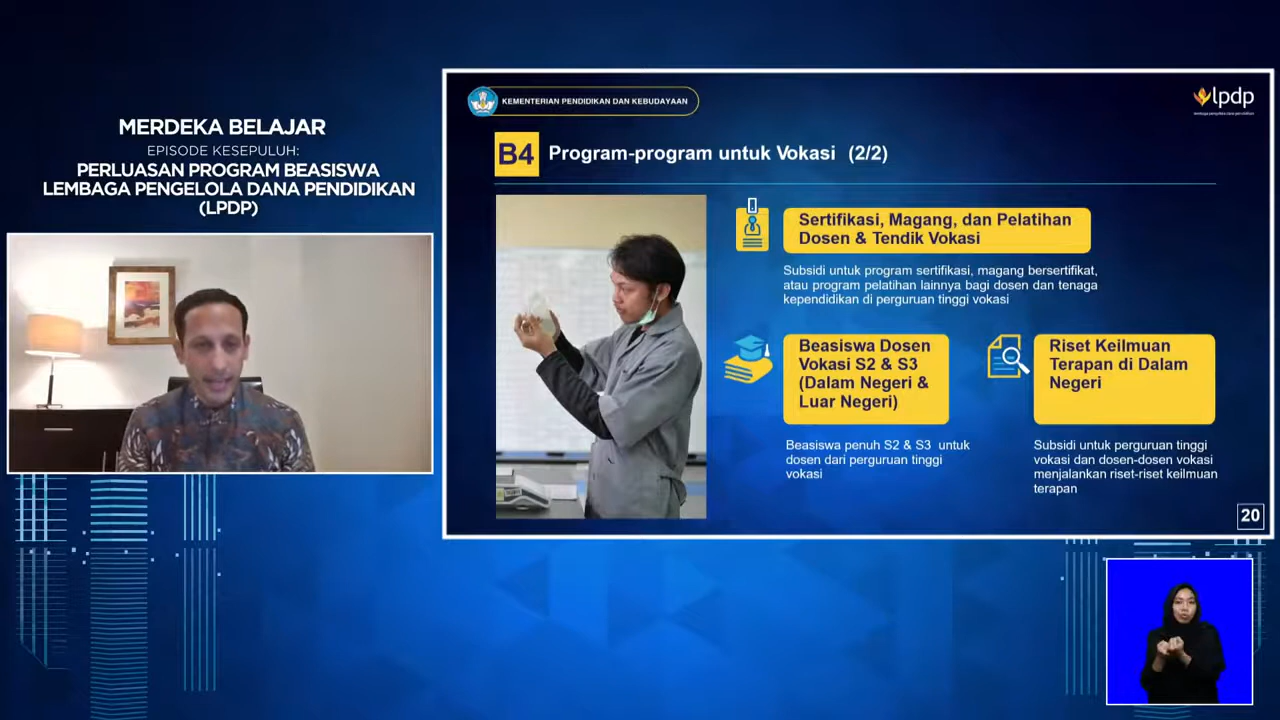 MERDEKA BELAJAR
EPISODE KESEPULUH:
PERLUASAN PROGRAM BEASISWA
LEMBAGA PENGELOLA DANA PENDIDIKAN
(LPDP)
KEMENTERIAN PENDIDIKAN DAN KEBUDAYAAN
lpdp
lembaga pengelola dana pendidikan
B4 Program-program untuk Vokasi (2/2)
Sertifikasi, Magang, dan Pelatihan
Dosen & Tendik Vokasi
Subsidi untuk program sertifikasi, magang bersertifikat,
atau program pelatihan lainnya bagi dosen dan tenaga
kependidikan di perguruan tinggi vokasi
Beasiswa Dosen
Vokasi S2 & S3
(Dalam Negeri &
Luar Negeri)
Beasiswa penuh S2 & S3 untuk
dosen dari perguruan tinggi
vokasi
Riset Keilmuan
Terapan di Dalam
Negeri
Subsidi untuk perguruan tinggi
vokasi dan dosen-dosen vokasi
menjalankan riset-riset keilmuan
terapan
20